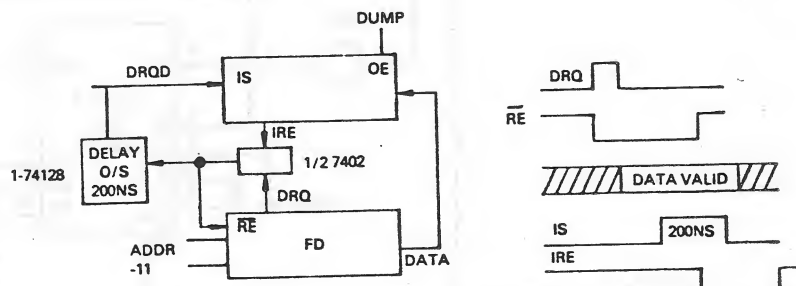 DUMP
DRQD
IS
OE
IRE
1-74128
DELAY
O/S
200NS
1/2 7402
DRQ
RE
FD
ADDR
-11
DATA
DRQ
RE
DATA VALID
IS
200NS
IRE